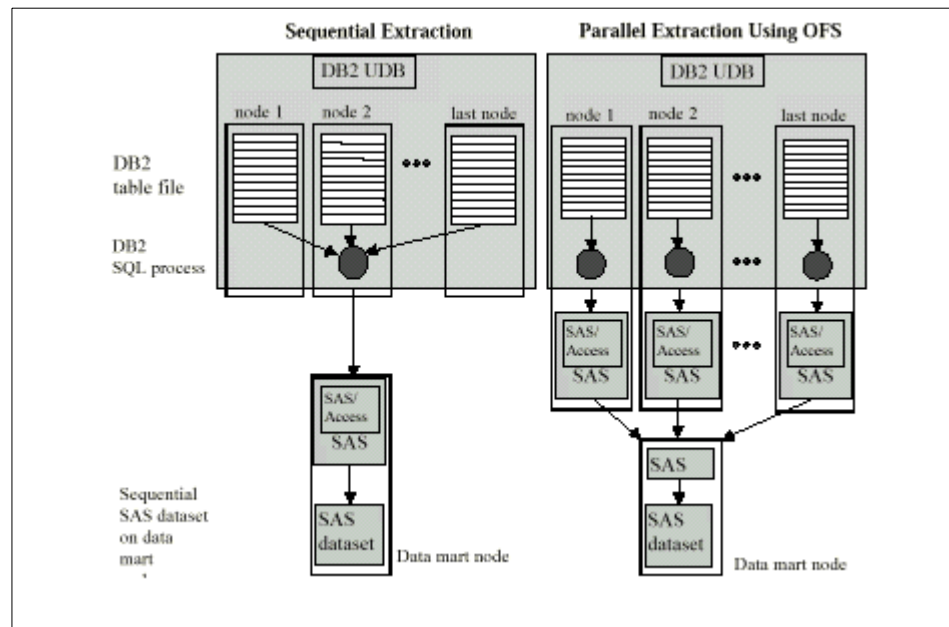 Sequential Extraction
Parallel Extraction Using OFS
DB2 UDB
DB2 UDB
node 1
node 2
last node
node 1
node 2
last node
DB2
table file
DB2
SQL process
SAS/
Access
SAS
SAS/
Access
SAS
SAS/
Access
SAS
SAS/
Access
SAS
SAS
Sequential
SAS dataset
on data
mart
SAS
dataset
Data mart node
SAS
dataset
Data mart node